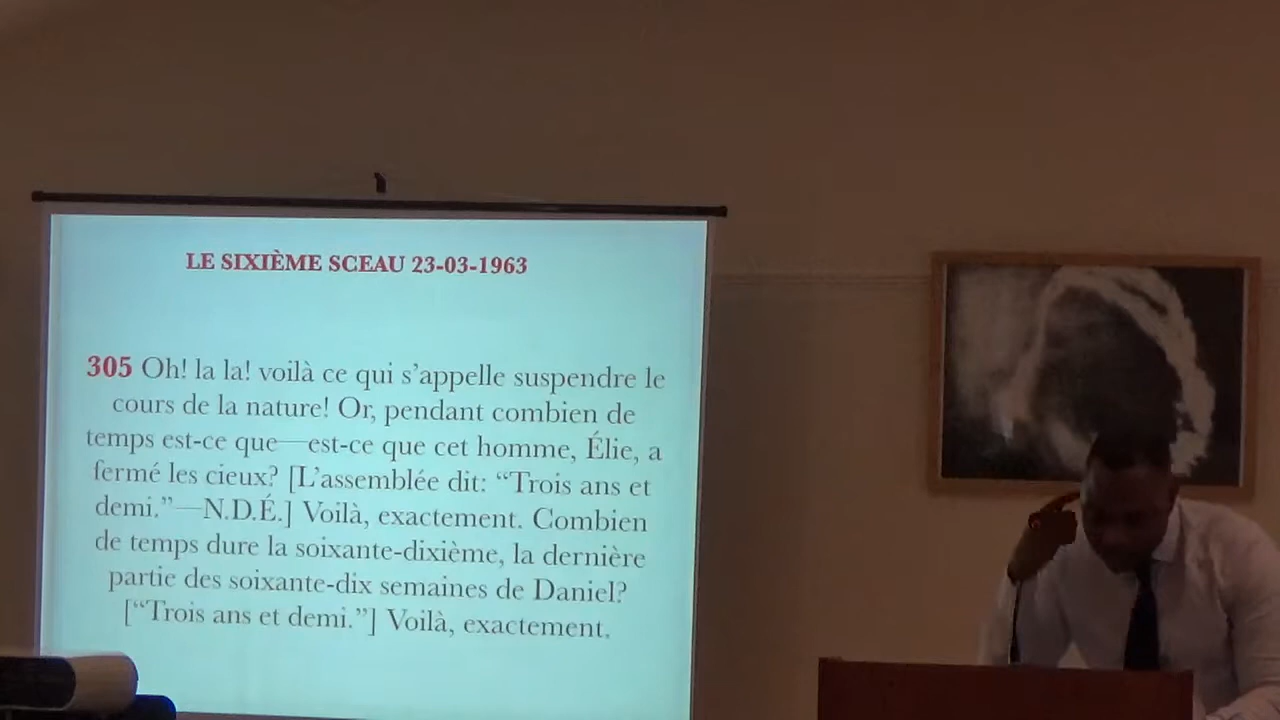 LE SIXIÈME SCEAU 23-03-1963
305 Oh! la la! voilà ce qui s'appelle suspendre le
cours de la nature! Or, pendant combien de
temps est-ce que—est-ce que cet homme, Élie, a
fermé les cieux? [L'assemblée dit: “Trois ans et
demi.”—N.D.É.] Voilà, exactement. Combien
de temps dure la soixante-dixième, la dernière
partie des soixante-dix semaines de Daniel?
[“Trois ans et demi.”] Voilà, exactement.